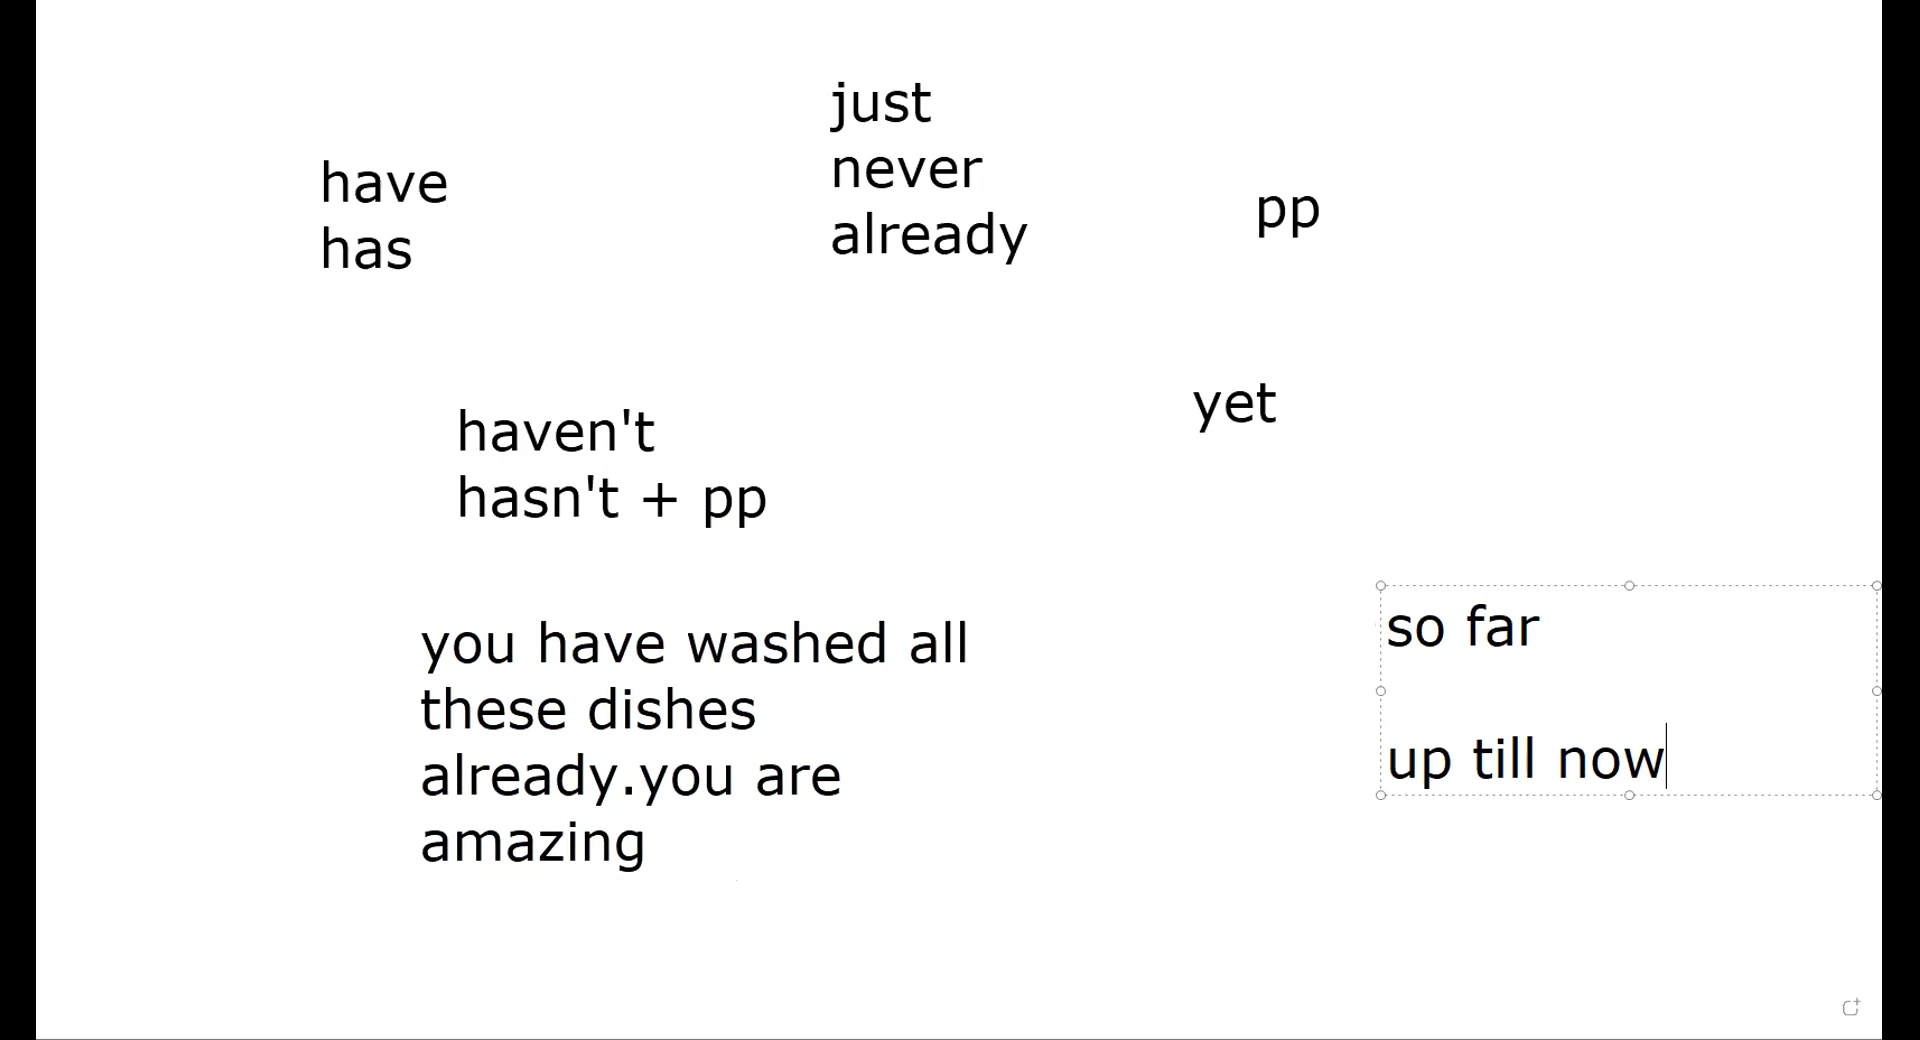 just
never
already
have
has
pp
yet
haven't
hasn't + pp
you have washed all
these dishes
already.you are
amazing
so far
up till now